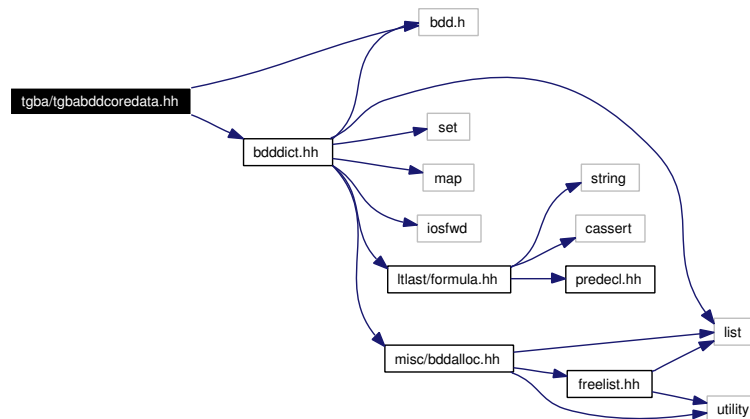 bdd.h
tgba/tgbabddcoredata.hh
set
bdddict.hh
map
string
iosfwd
cassert
ltlast/formula.hh
predecl.hh
list
misc/bddalloc.hh
freelist.hh
utility